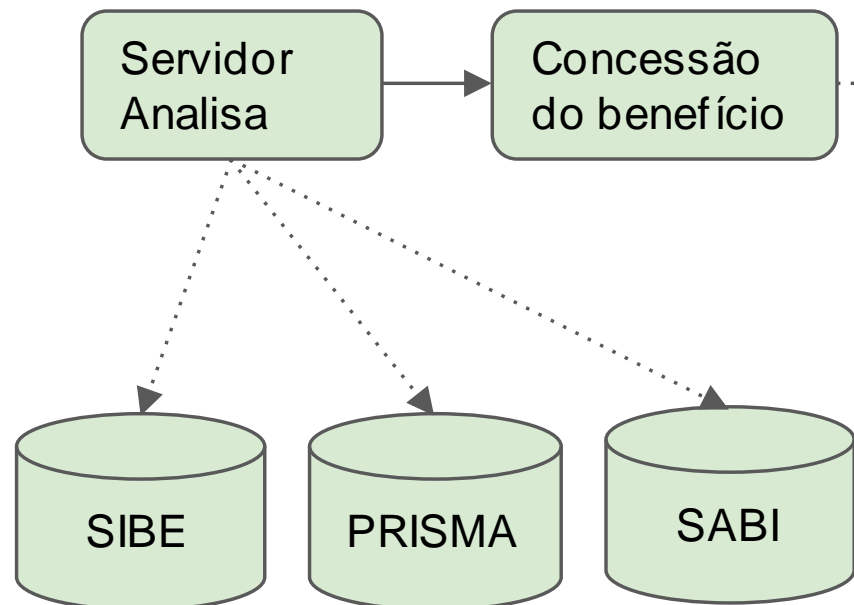 Servidor
Analisa
Concessão
do benefício
SIBE
PRISMA
SABI